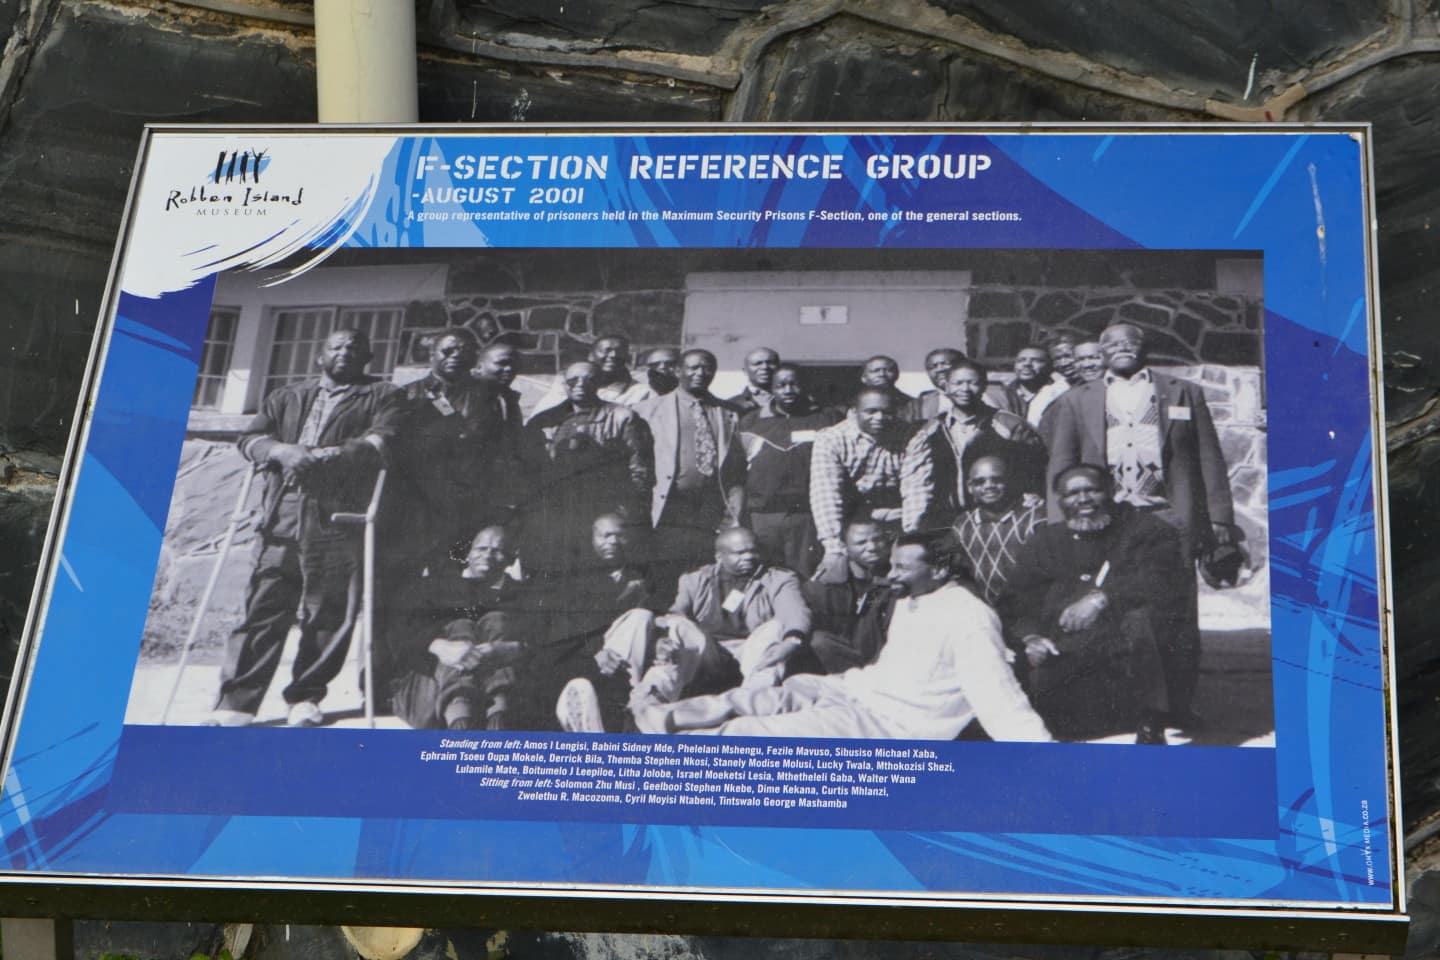 Robben Island
MUSEUM
F-SECTION REFERENCE GROUP
-AUGUST 2001
A group representative of prisoners held in the Maximum Security Prisons F-Section, one of the general sections.
Standing from left: Amos I Lengisi, Babini Sidney Mde, Phelelani Mshengu, Fezile Mavuso, Sibusiso Michael Xaba,
Ephraim Tsoeu Oupa Mokele, Derrick Bila, Themba Stephen Nkosi, Stanely Modise Molusi, Lucky Twala, Mthokozisi Shezi,
Lulamile Mate, Boitumelo J Leepiloe, Litha Jolobe, Israel Moeketsi Lesia, Mthetheleli Gaba, Walter Wana
Sitting from left: Solomon Zhu Musi , Geelbooi Stephen Nkebe, Dime Kekana, Curtis Mhlanzi,
Zwelethu R. Macozoma, Cyril Moyisi Ntabeni, Tintswalo George Mashamba